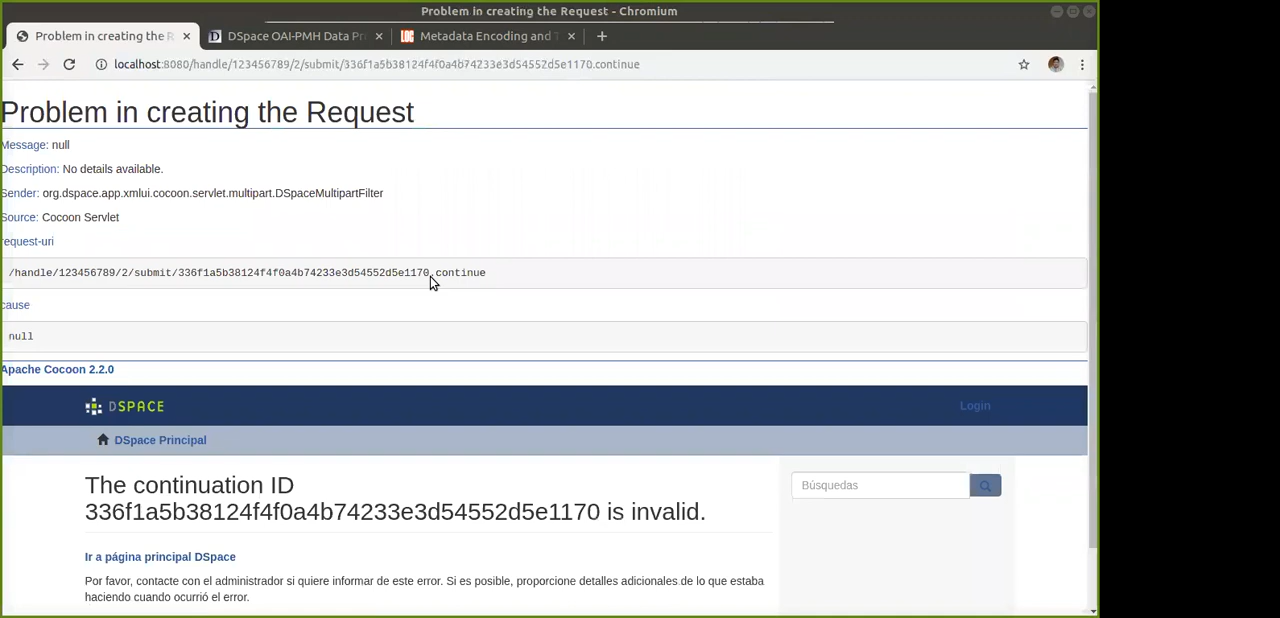 Problem in creating the Request - Chromium
Problem in creating the R
DSpace OAI-PMH Data Pr
LOC Metadata Encoding and T
localhost:8080/handle/123456789/2/submit/336f1a5b38124f4f0a4b74233e3d54552d5e1170.continue
Problem in creating the Request
Message: null
Description: No details available.
Sender: org.dspace.app.xmlui.cocoon.servlet.multipart.DSpaceMultipartFilter
Source: Cocoon Servlet
request-uri
/handle/123456789/2/submit/336f1a5b38124f4f0a4b74233e3d54552d5e1170.continue
cause
null
Apache Cocoon 2.2.0
DSPACE
Login
DSpace Principal
The continuation ID
336f1a5b38124f4f0a4b74233e3d54552d5e1170 is invalid.
Búsquedas
Ir a página principal DSpace
Por favor, contacte con el administrador si quiere informar de este error. Si es posible, proporcione detalles adicionales de lo que estaba
haciendo cuando ocurrió el error.